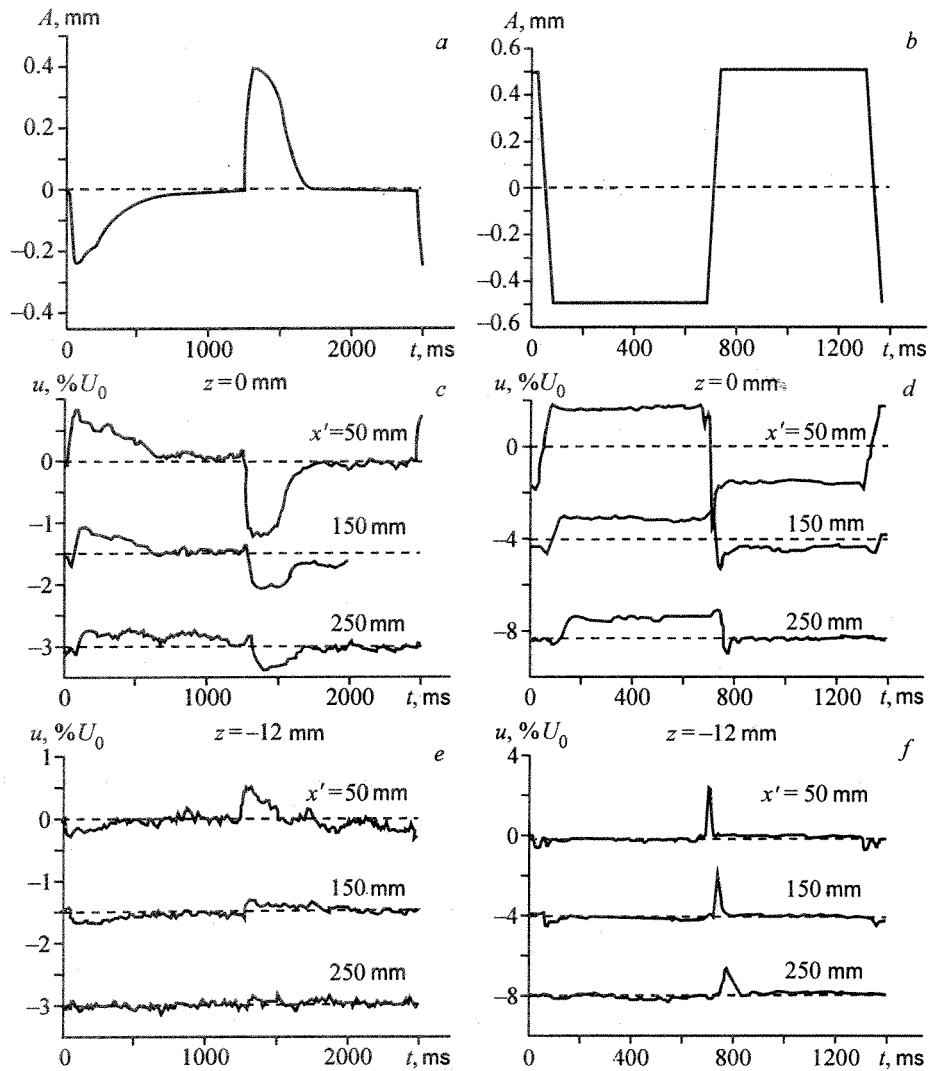 A, mm
a
0.4
0.2
0
–0.2
–0.4
0 1000 2000 t, ms
A, mm
b
0.6
0.4
0.2
0
–0.2
–0.4
–0.6
0 400 800 1200 t, ms
u, %U0 z=0 mm c
x'=50 mm
0
–1
150 mm
–2
250 mm
–3
0 1000 2000 t, ms
u, %U0 z=0 mm d
x'=50 mm
0
150 mm
–4
250 mm
–8
0 400 800 1200 t, ms
u, %U0 z=–12 mm e
1
x'=50 mm
0
–1
150 mm
–2
250 mm
–3
0 1000 2000 t, ms
u, %U0 z=–12 mm f
4
x'= 50 mm
0
150 mm
–4
250 mm
–8
0 400 800 1200 t, ms